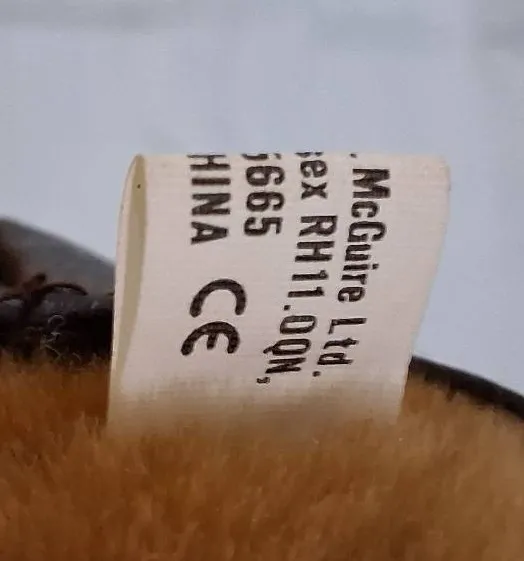 McGuire Ltd.
sex RH11.0QN,
5665
HINA CE